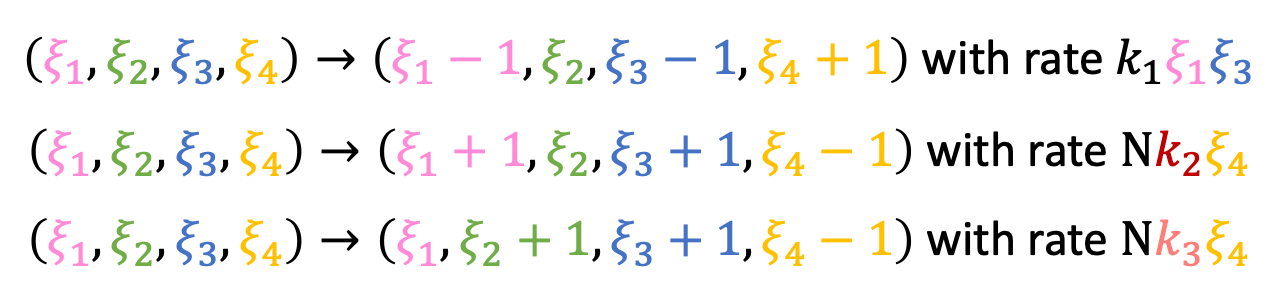 (ξ₁, ξ₂, ξ₃, ξ₄) → (ξ₁ − 1, ξ₂, ξ₃ − 1, ξ₄ + 1) with rate k₁ξ₁ξ₃
(ξ₁, ξ₂, ξ₃, ξ₄) → (ξ₁ + 1, ξ₂, ξ₃ + 1, ξ₄ − 1) with rate Nk₂ξ₄
(ξ₁, ξ₂, ξ₃, ξ₄) → (ξ₁, ξ₂ + 1, ξ₃ + 1, ξ₄ − 1) with rate Nk₃ξ₄